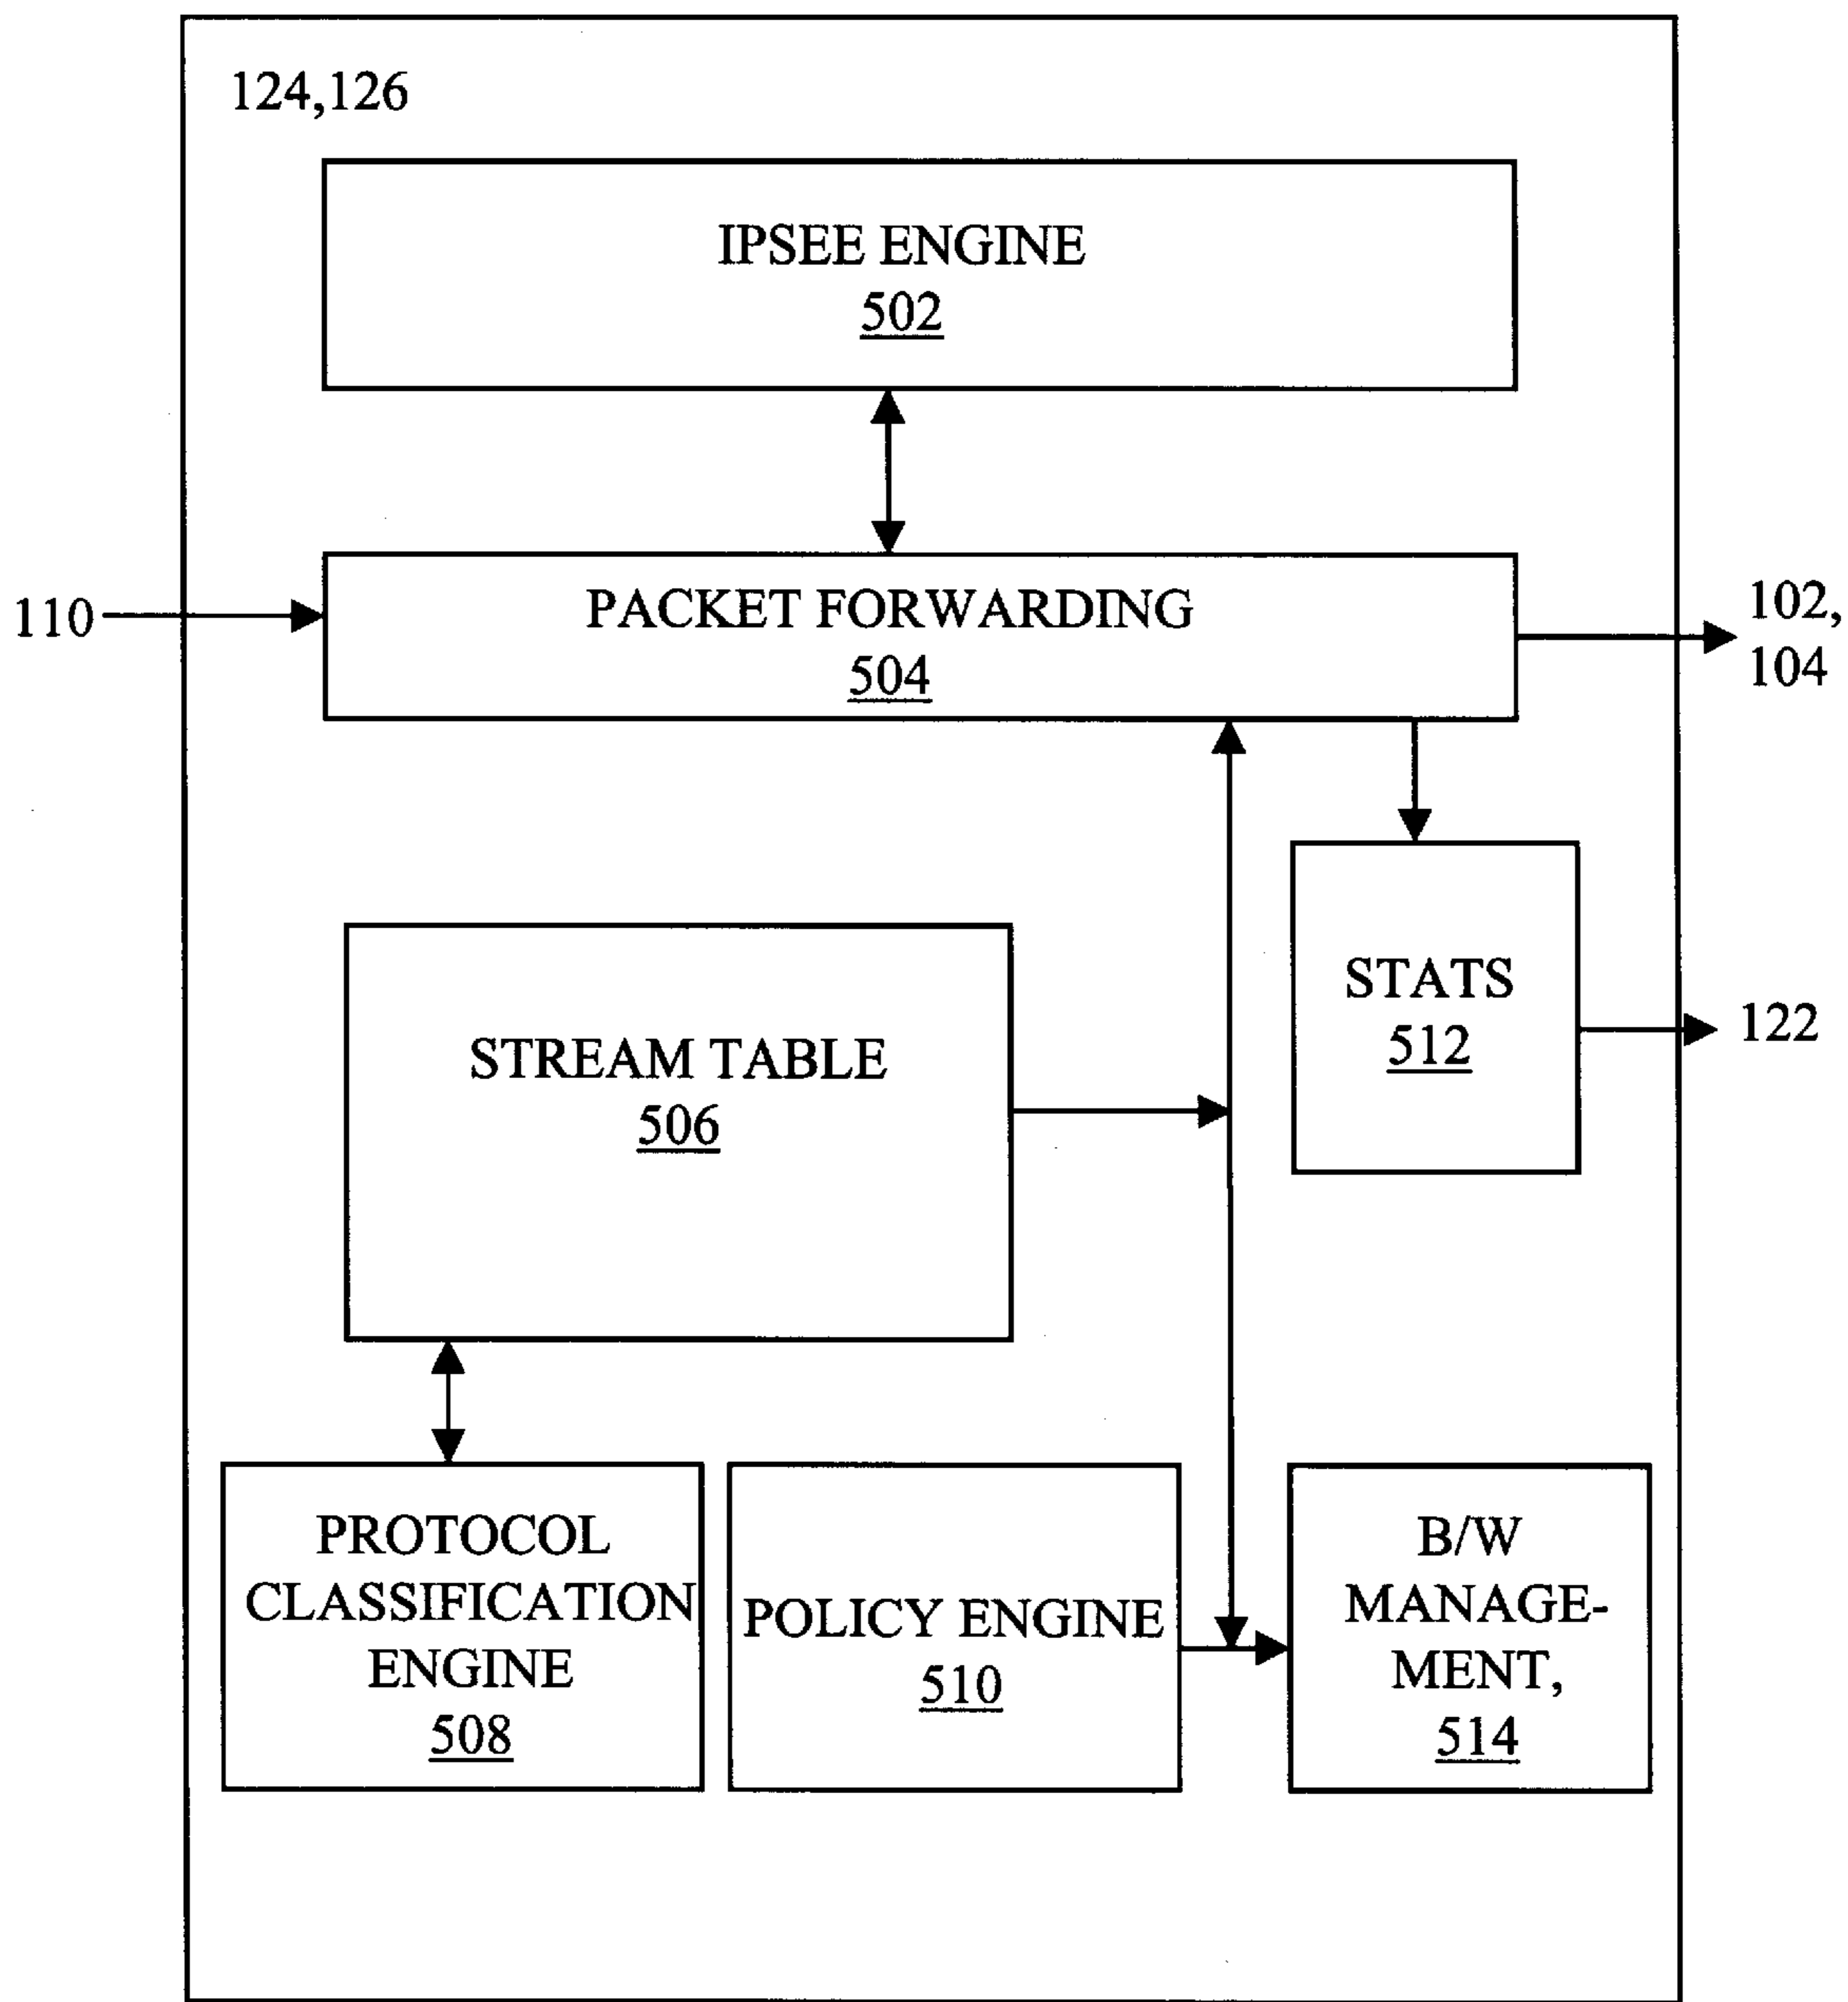 124,126
IPSEE ENGINE
502
110
PACKET FORWARDING
504
102,
104
STATS
512
122
STREAM TABLE
506
PROTOCOL
CLASSIFICATION
ENGINE
508
POLICY ENGINE
510
B/W
MANAGE-
MENT,
514